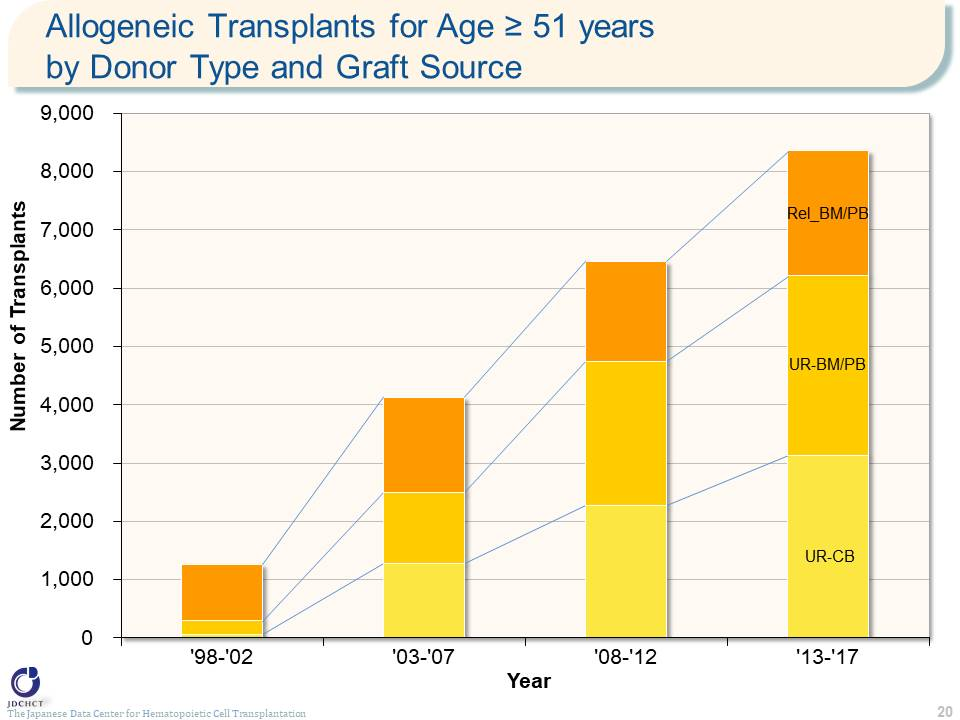 Allogeneic Transplants for Age ≥ 51 years
by Donor Type and Graft Source
9,000
8,000
7,000
6,000
5,000
4,000
3,000
2,000
1,000
0
Number of Transplants
Rel_BM/PB
UR-BM/PB
UR-CB
'98-'02
'03-'07
'08-'12
'13-'17
Year
JDCHCT
The Japanese Data Center for Hematopoietic Cell Transplantation
20